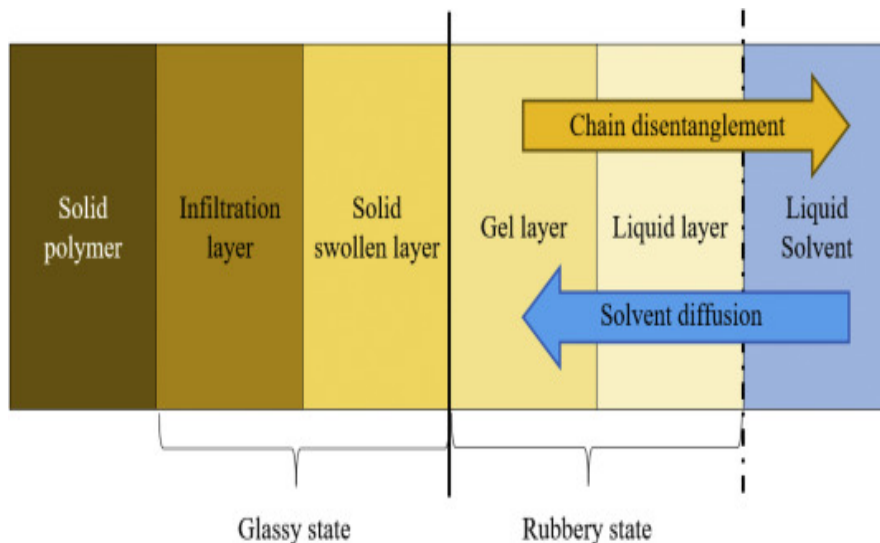 Chain disentanglement
Solid
polymer
Infiltration
layer
Solid
swollen layer
Gel layer
Liquid layer
Liquid
Solvent
Solvent diffusion
Glassy state
Rubbery state